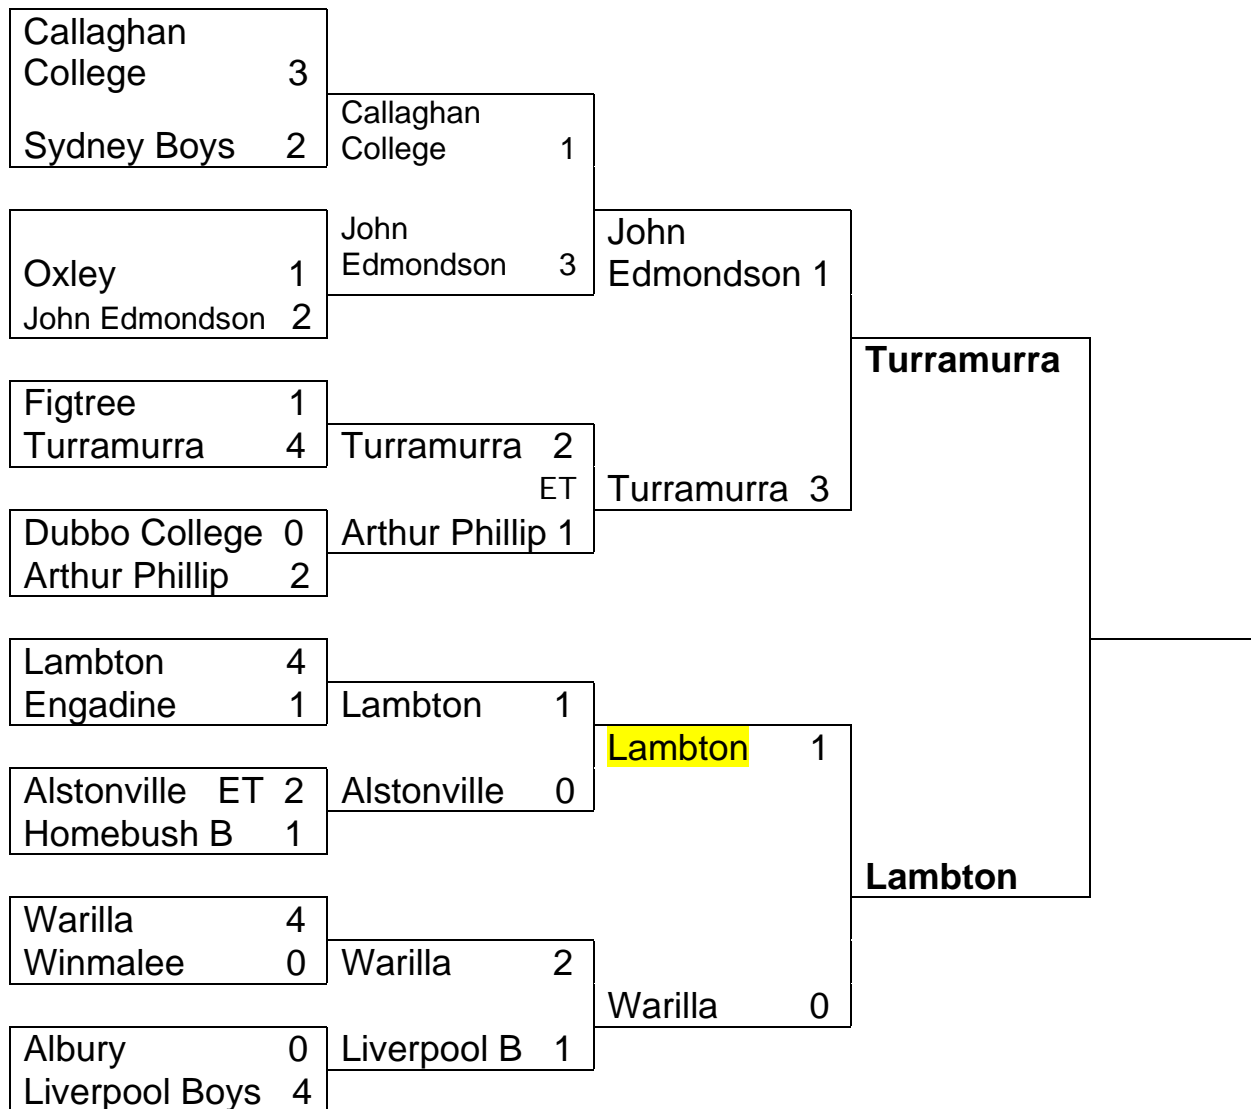 Callaghan
College 3
Sydney Boys 2
Oxley 1
John Edmondson 2
Figtree 1
Turramurra 4
Dubbo College 0
Arthur Phillip 2
Lambton 4
Engadine 1
Alstonville ET 2
Homebush B 1
Warilla 4
Winmalee 0
Albury 0
Liverpool Boys 4
Callaghan
College 1
John
Edmondson 3
Turramurra 2
ET
Arthur Phillip 1
Lambton 1
Alstonville 0
Warilla 2
Liverpool B 1
John
Edmondson 1
Turramurra 3
Lambton 1
Warilla 0
Turramurra
Lambton